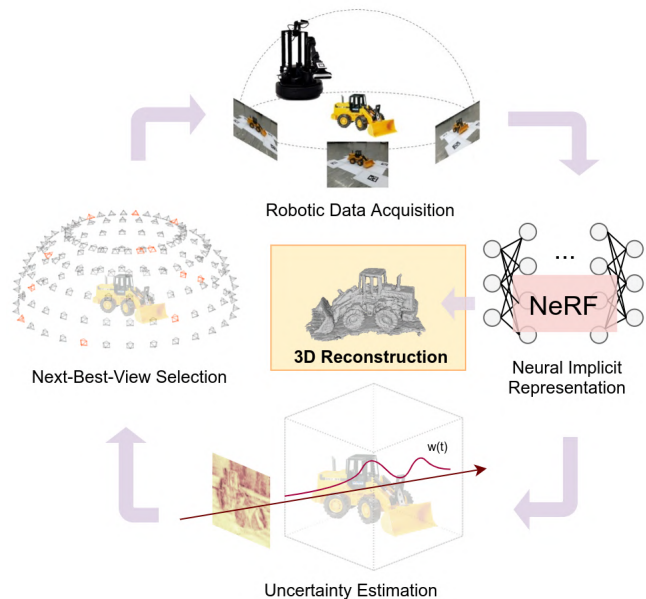 Robotic Data Acquisition
...
NeRF
3D Reconstruction
Next-Best-View Selection
Neural Implicit
Representation
w(t)
Uncertainty Estimation